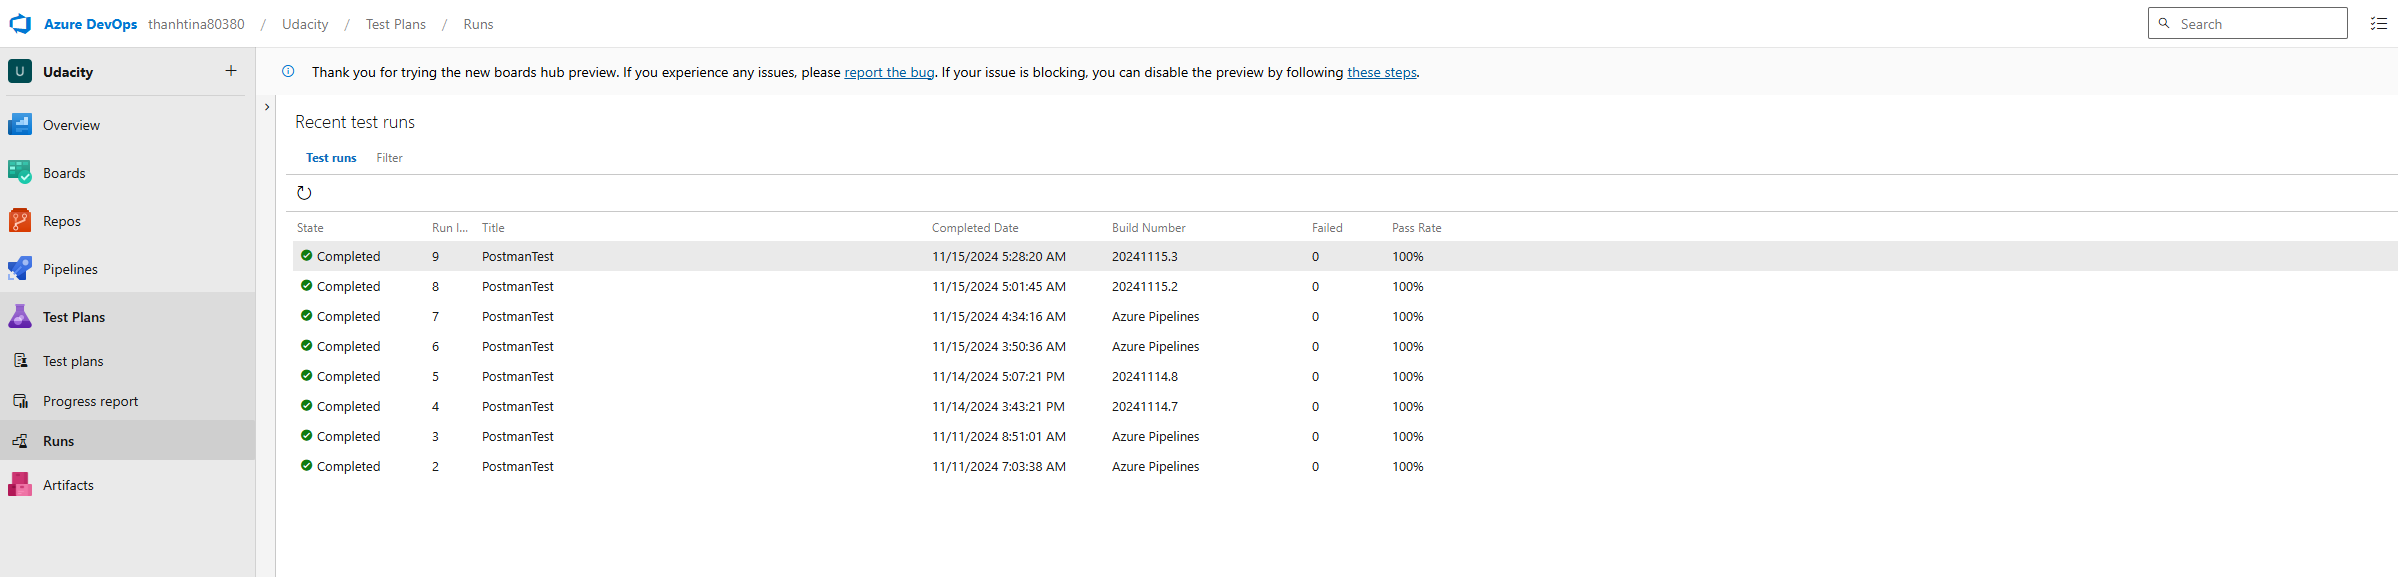 Azure DevOps thanhtina80380 / Udacity / Test Plans / Runs Search
U Udacity +
Thank you for trying the new boards hub preview. If you experience any issues, please report the bug. If your issue is blocking, you can disable the preview by following these steps.
Overview
Boards
Repos
Pipelines
Test Plans
Test plans
Progress report
Runs
Artifacts
Recent test runs
Test runs Filter
State Run I... Title Completed Date Build Number Failed Pass Rate
Completed 9 PostmanTest 11/15/2024 5:28:20 AM 20241115.3 0 100%
Completed 8 PostmanTest 11/15/2024 5:01:45 AM 20241115.2 0 100%
Completed 7 PostmanTest 11/15/2024 4:34:16 AM Azure Pipelines 0 100%
Completed 6 PostmanTest 11/15/2024 3:50:36 AM Azure Pipelines 0 100%
Completed 5 PostmanTest 11/14/2024 5:07:21 PM 20241114.8 0 100%
Completed 4 PostmanTest 11/14/2024 3:43:21 PM 20241114.7 0 100%
Completed 3 PostmanTest 11/11/2024 8:51:01 AM Azure Pipelines 0 100%
Completed 2 PostmanTest 11/11/2024 7:03:38 AM Azure Pipelines 0 100%